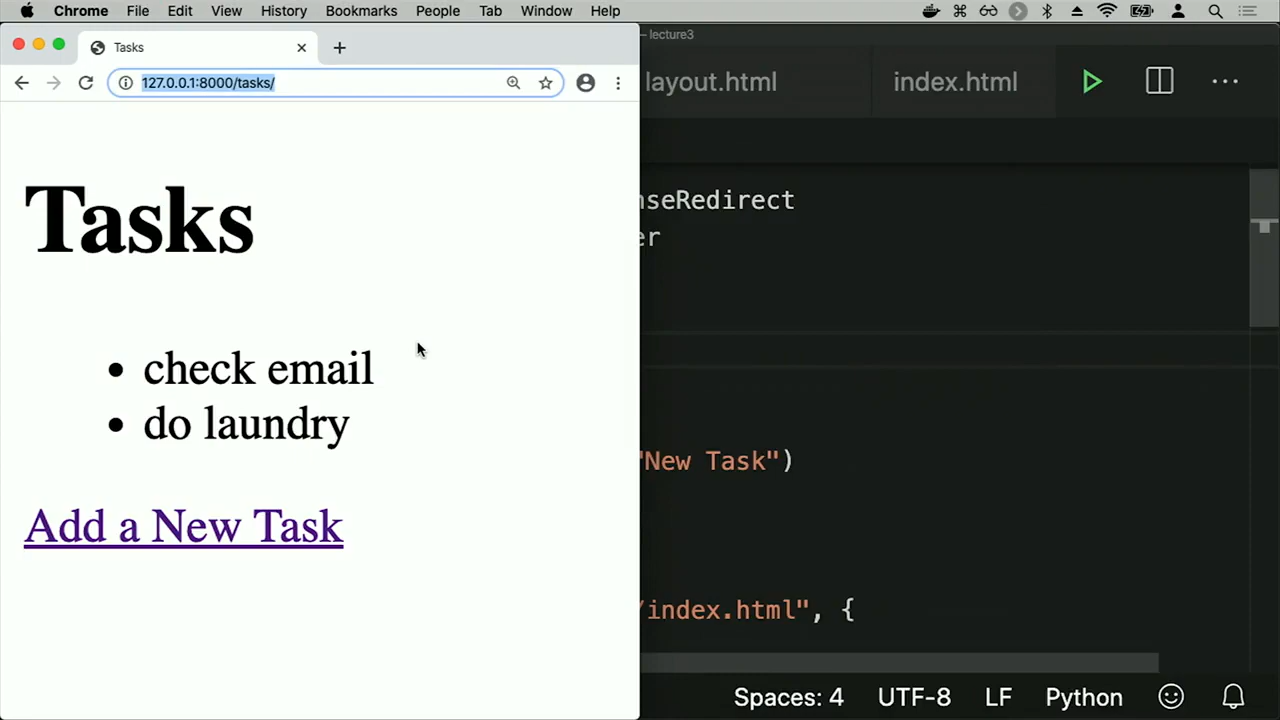 Chrome File Edit View History Bookmarks People Tab Window Help
Tasks
— lecture3
127.0.0.1:8000/tasks/
layout.html
index.html
Tasks
nseRedirect
er
• check email
• do laundry
"New Task")
Add a New Task
/index.html", {
Spaces: 4 UTF-8 LF Python